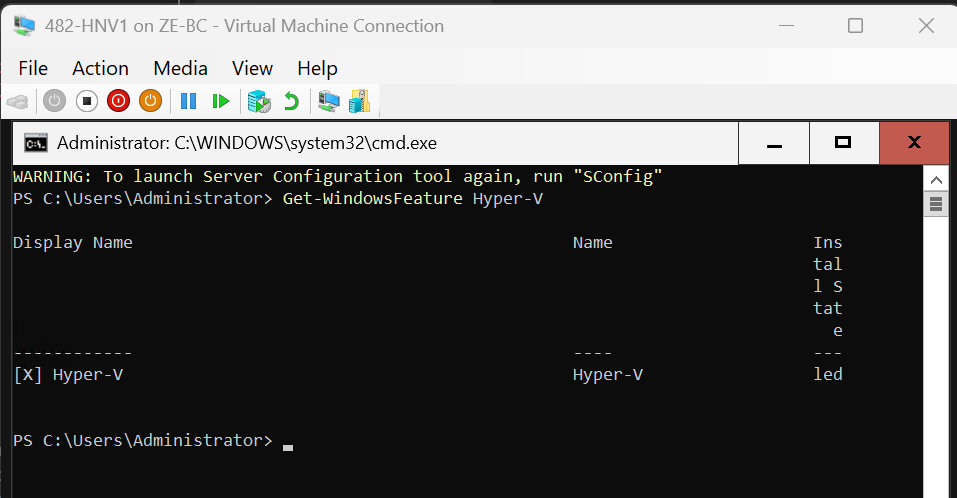 482-HNV1 on ZE-BC - Virtual Machine Connection
File Action Media View Help
Administrator: C:\WINDOWS\system32\cmd.exe
WARNING: To launch Server Configuration tool again, run "SConfig"
PS C:\Users\Administrator> Get-WindowsFeature Hyper-V
Display Name Name Ins
tal
l S
tat
e
------------ ---- ---
[X] Hyper-V Hyper-V led
PS C:\Users\Administrator>